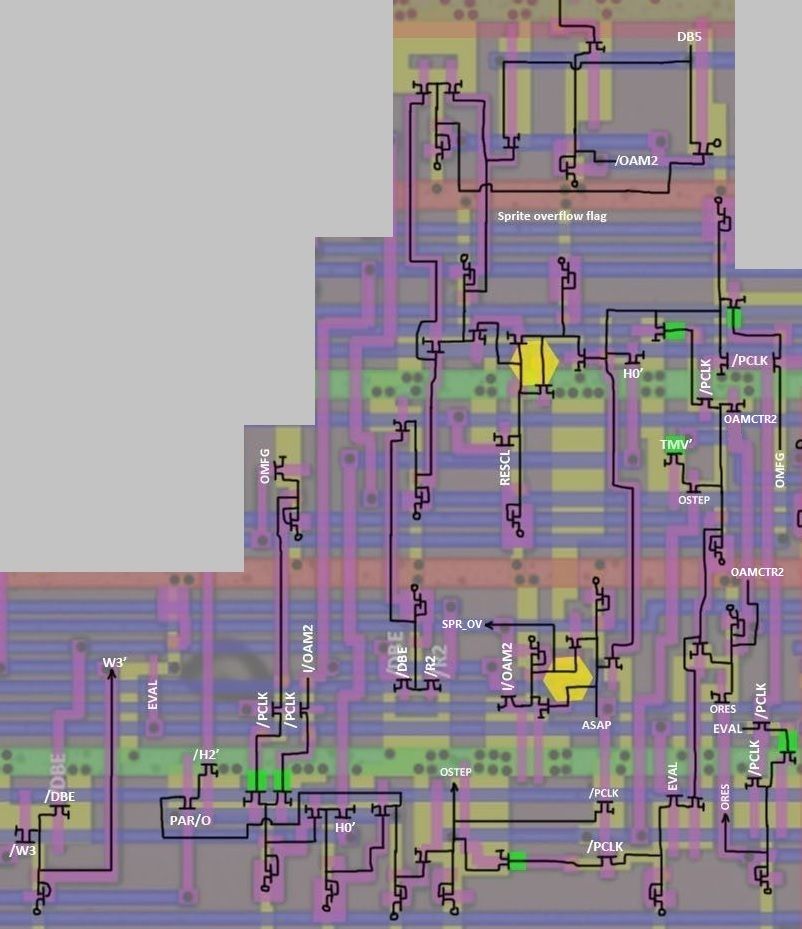 DB5
/OAM2
Sprite overflow flag
/PCLK
H0'
/PCLK
OAMCTR2
TMV'
OMFG
RESCL
OMFG
OSTEP
OAMCTR2
SPR_OV
I/OAM2
/DBE
/DBE
/R2
/R2
I/OAM2
W3'
EVAL
/PCLK
/PCLK
ASAP
ORES
/PCLK
EVAL
/H2'
/DBE
OSTEP
EVAL
/PCLK
/DBE
/PCLK
ORES
PAR/O
H0'
/W3
/PCLK